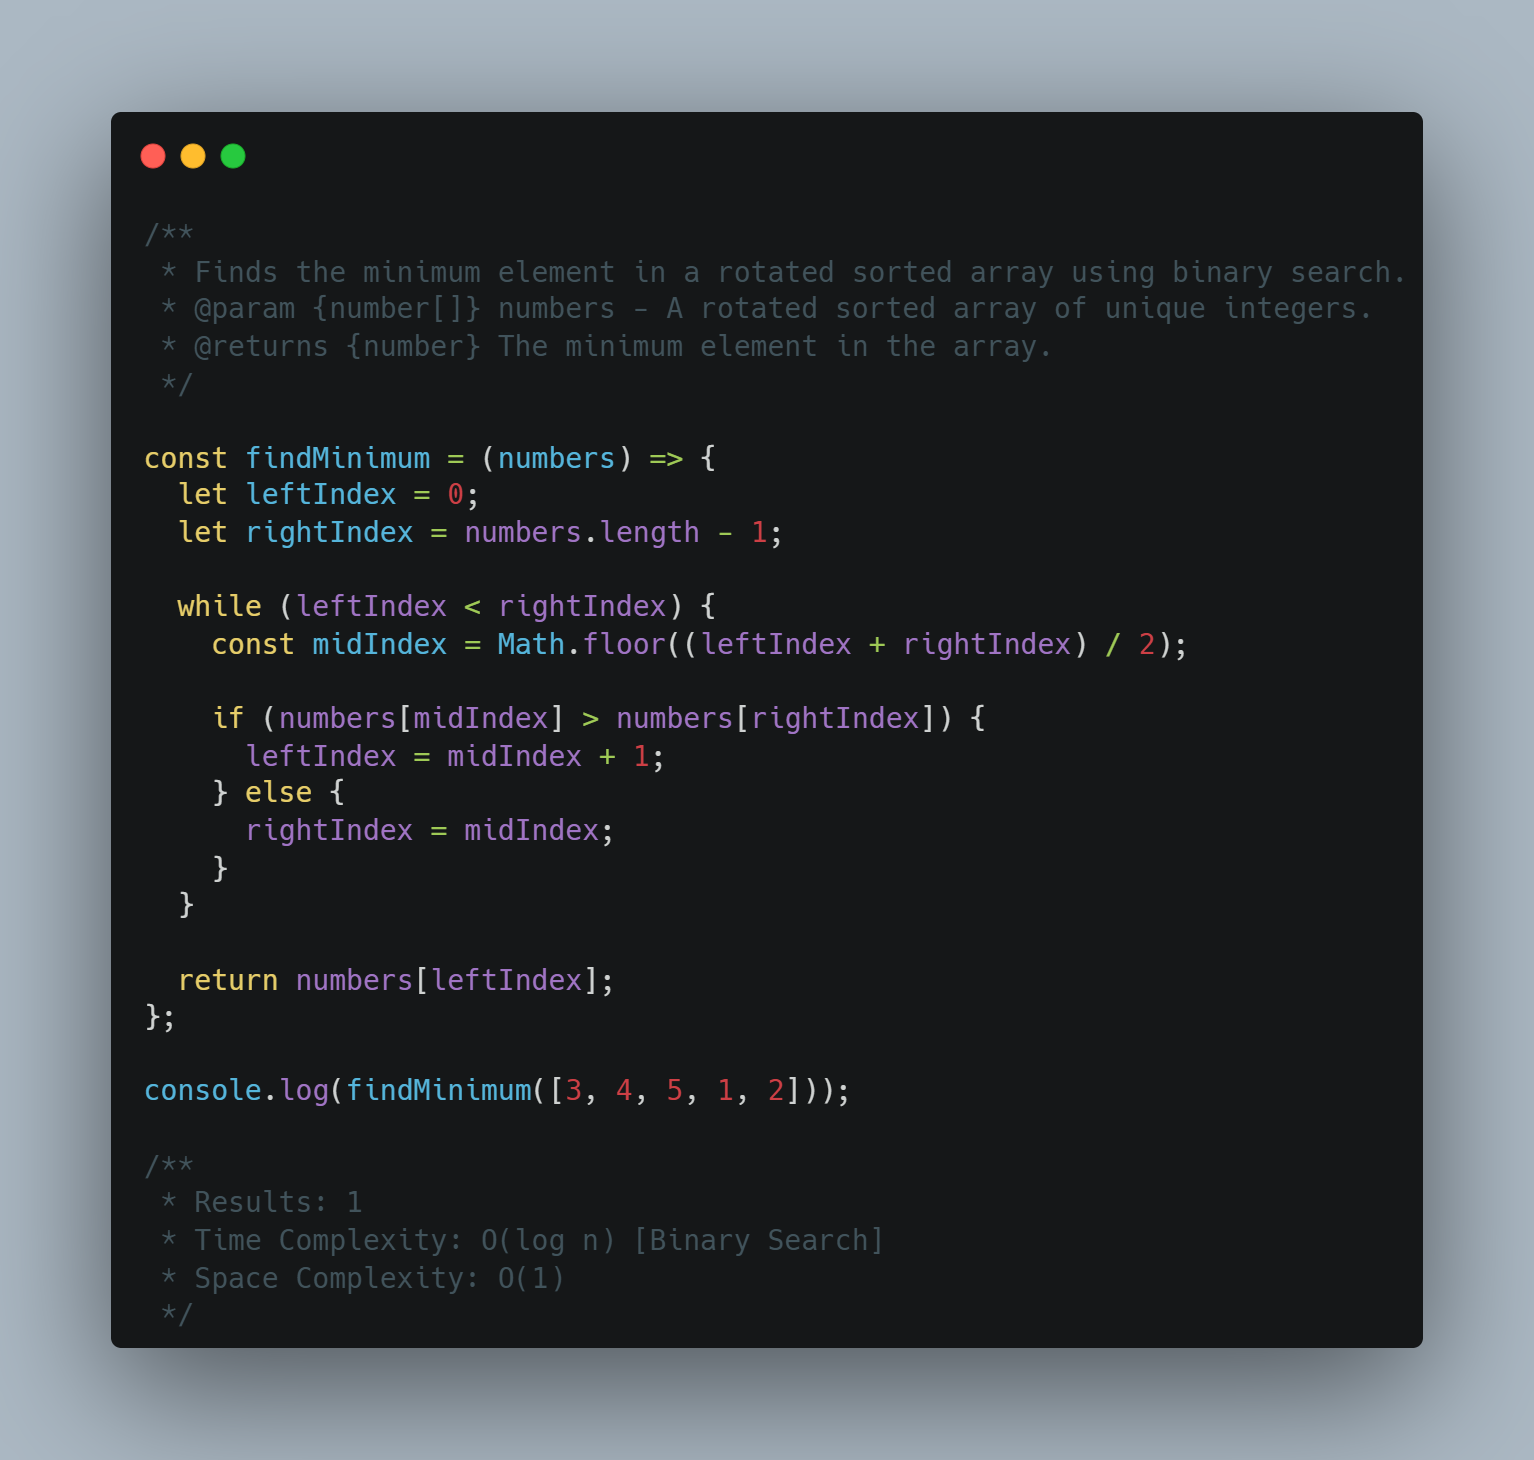 /**
 * Finds the minimum element in a rotated sorted array using binary search.
 * @param {number[]} numbers - A rotated sorted array of unique integers.
 * @returns {number} The minimum element in the array.
 */

const findMinimum = (numbers) => {
  let leftIndex = 0;
  let rightIndex = numbers.length - 1;

  while (leftIndex < rightIndex) {
    const midIndex = Math.floor((leftIndex + rightIndex) / 2);

    if (numbers[midIndex] > numbers[rightIndex]) {
      leftIndex = midIndex + 1;
    } else {
      rightIndex = midIndex;
    }
  }

  return numbers[leftIndex];
};

console.log(findMinimum([3, 4, 5, 1, 2]));

/**
 * Results: 1
 * Time Complexity: O(log n) [Binary Search]
 * Space Complexity: O(1)
 */